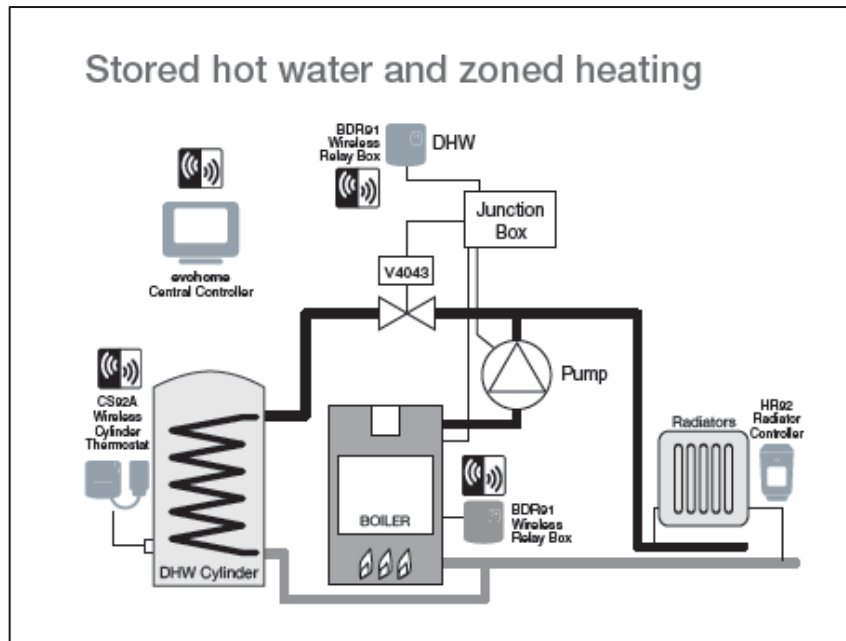 Stored hot water and zoned heating
BDR91
Wireless
Relay Box
DHW
Junction
Box
evohome
Central Controller
V4043
Pump
CS92A
Wireless
Cylinder
Thermostat
Radiators
HR92
Radiator
Controller
BOILER
BDR91
Wireless
Relay Box
DHW Cylinder